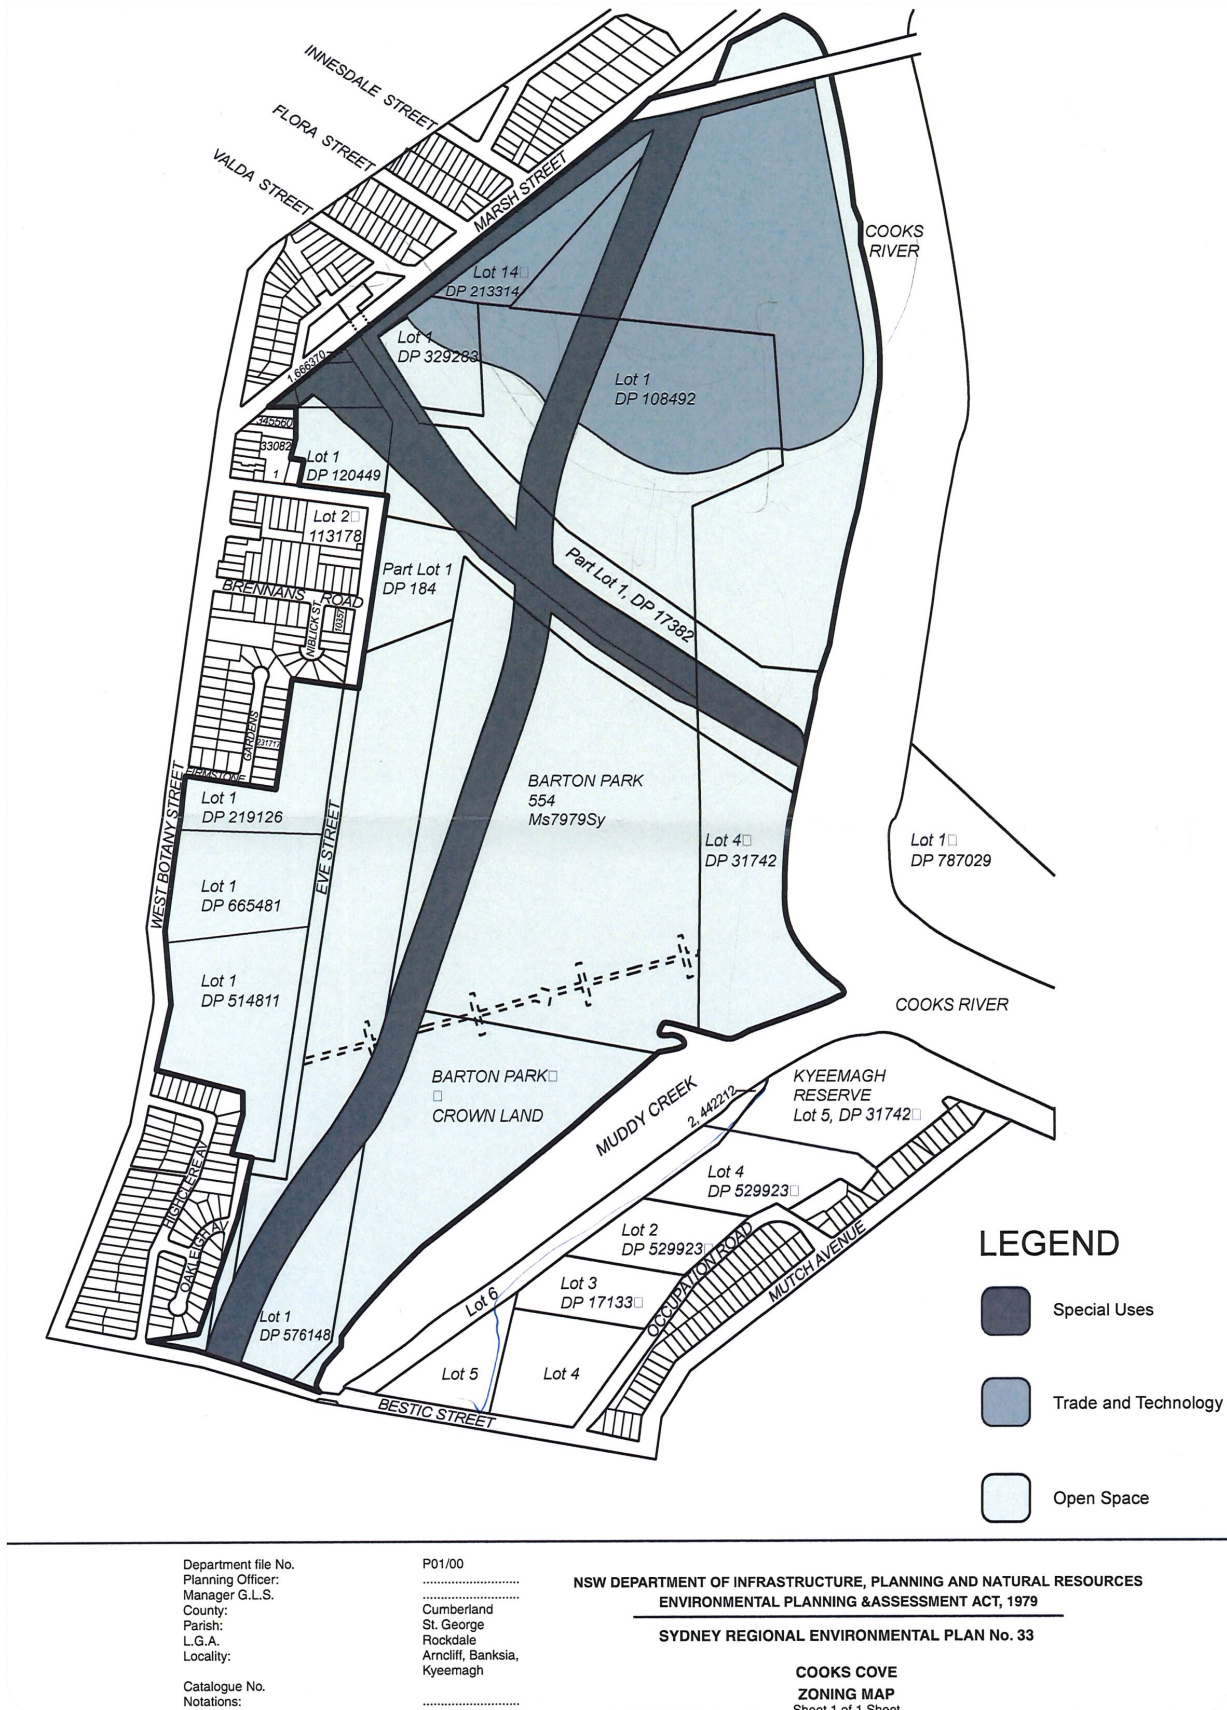 INNESDALE STREET
FLORA STREET
VALDA STREET
MARSH STREET
COOKS
RIVER
Lot 14
DP 213314
Lot 1
DP 329283
1.666370
Lot 1
DP 108492
345560
33082
1
Lot 1
DP 120449
Lot 2
113178
Part Lot 1
DP 184
Part Lot 1, DP 17382
BRENNANS ROAD
NIBLICK ST
10357
GARDENS
231717
FIRMSTONE
WEST BOTANY STREET
Lot 1
DP 219126
EVE STREET
BARTON PARK
554
Ms7979Sy
Lot 4
DP 31742
Lot 1
DP 787029
Lot 1
DP 665481
Lot 1
DP 514811
COOKS RIVER
BARTON PARK
CROWN LAND
MUDDY CREEK
2, 442212
KYEEMAGH
RESERVE
Lot 5, DP 31742
HIGHCLERE AV
OAKLEIGH AV
Lot 4
DP 529923
Lot 2
DP 529923
OCCUPATION ROAD
MUTCH AVENUE
Lot 3
DP 17133
Lot 6
Lot 1
DP 576148
Lot 5
Lot 4
BESTIC STREET
LEGEND
Special Uses
Trade and Technology
Open Space
Department file No. P01/00
Planning Officer: ..............................
Manager G.L.S. ..............................
County: Cumberland
Parish: St. George
L.G.A. Rockdale
Locality: Arncliff, Banksia,
Kyeemagh
Catalogue No.
Notations: ..............................
NSW DEPARTMENT OF INFRASTRUCTURE, PLANNING AND NATURAL RESOURCES
ENVIRONMENTAL PLANNING &ASSESSMENT ACT, 1979
SYDNEY REGIONAL ENVIRONMENTAL PLAN No. 33
COOKS COVE
ZONING MAP
Sheet 1 of 1 Sheet